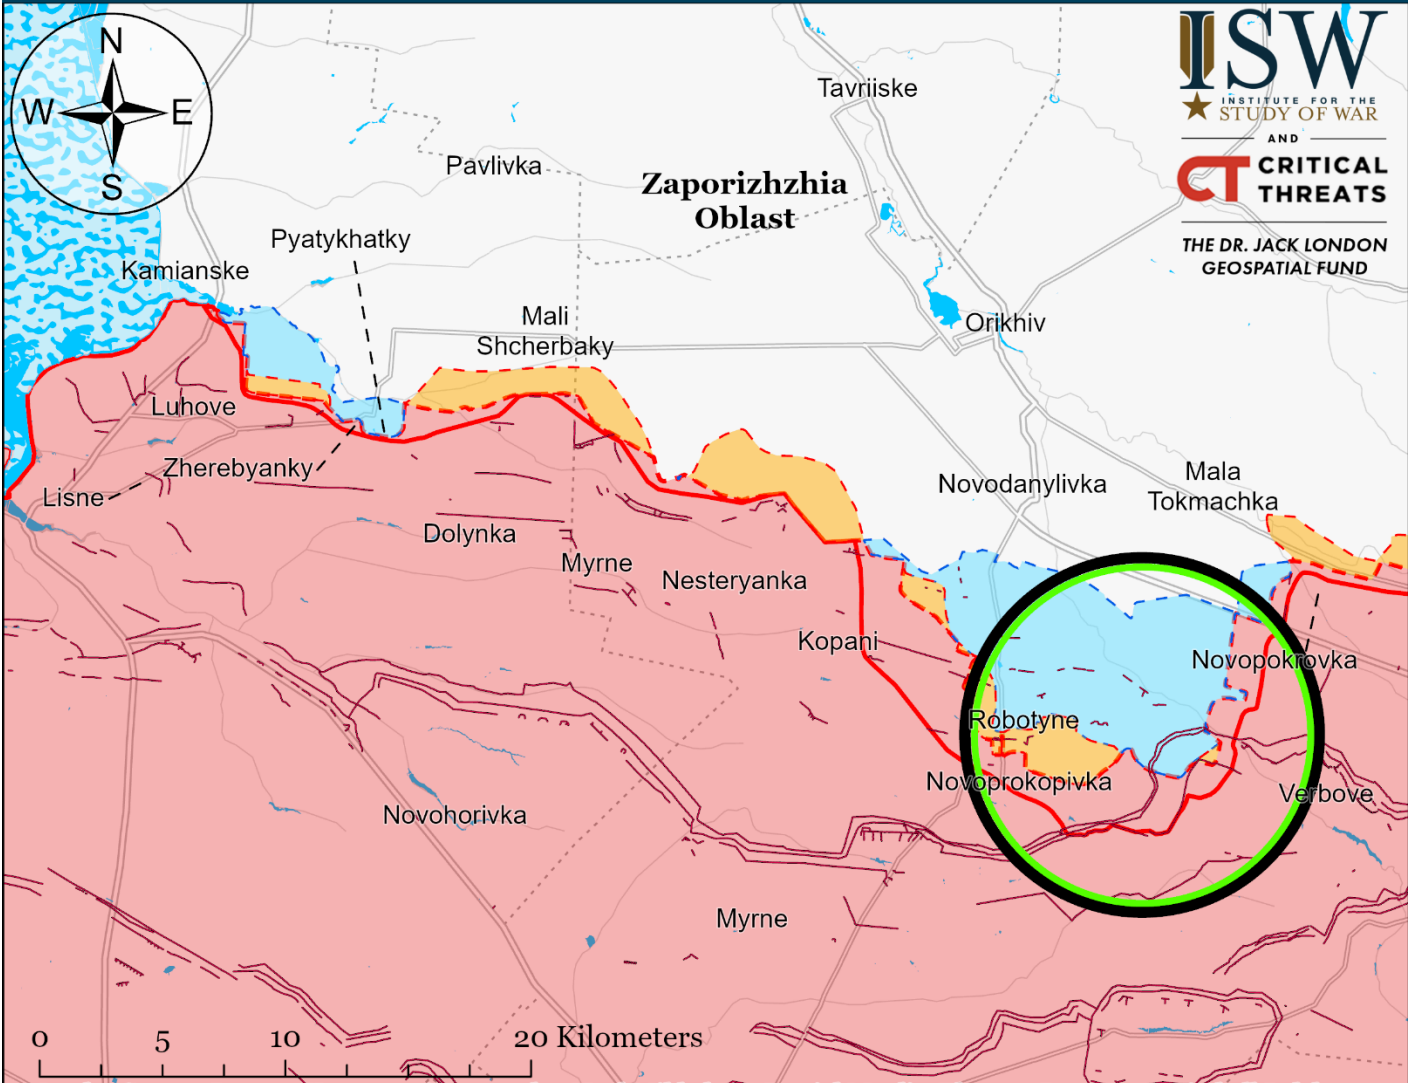 N
W
E
S
ISW
INSTITUTE FOR THE
STUDY OF WAR
AND
CT CRITICAL
THREATS
THE DR. JACK LONDON
GEOSPATIAL FUND
Tavriiske
Pavlivka
Zaporizhzhia
Oblast
Pyatykhatky
Kamianske
Mali
Shcherbaky
Orikhiv
Luhove
Zherebyanky
Lisne
Novodanylivka
Mala
Tokmachka
Dolynka
Myrne
Nesteryanka
Kopani
Novopokrovka
Robotyne
Novoprokopivka
Verbove
Novohorivka
Myrne
0 5 10 20 Kilometers